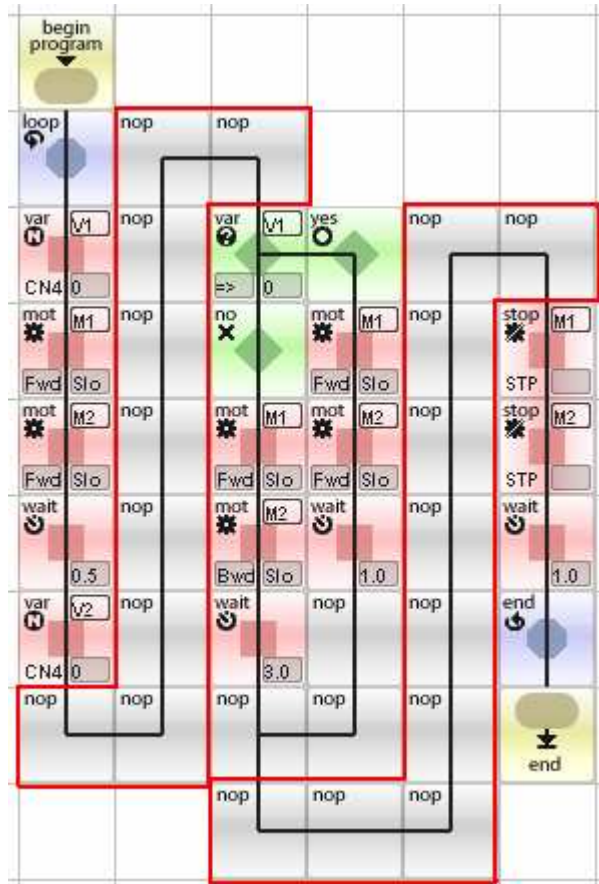 begin
program
loop nop nop
var V1 nop var V1 yes nop nop
CN4 0 => 0
mot M1 nop no mot M1 nop stop M1
Fwd Slo Fwd Slo STP
mot M2 nop mot M1 mot M2 nop stop M2
Fwd Slo Fwd Slo Fwd Slo STP
wait nop mot M2 wait nop wait
0.5 Bwd Slo 1.0 1.0
var V2 nop wait nop nop end
CN4 0 3.0
nop nop nop nop nop
end
nop nop nop